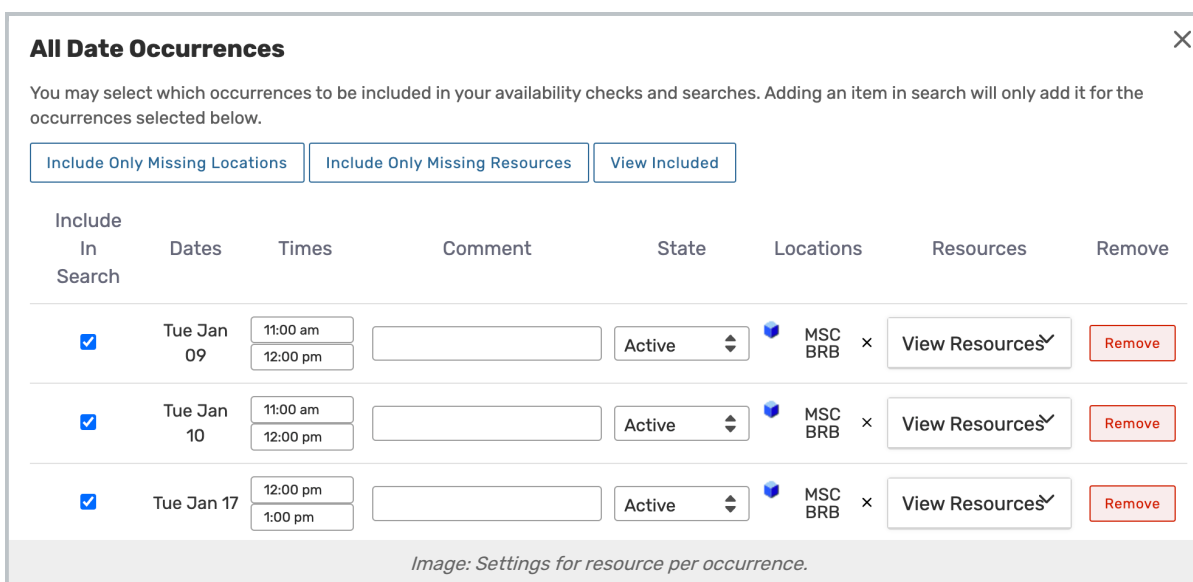 All Date Occurrences
You may select which occurrences to be included in your availability checks and searches. Adding an item in search will only add it for the
occurrences selected below.
Include Only Missing Locations
Include Only Missing Resources
View Included
Include
In
Search
Dates
Times
Comment
State
Locations
Resources
Remove
Tue Jan
09
11:00 am
12:00 pm
Active
MSC
BRB
View Resources
Remove
Tue Jan
10
11:00 am
12:00 pm
Active
MSC
BRB
View Resources
Remove
Tue Jan 17
12:00 pm
1:00 pm
Active
MSC
BRB
View Resources
Remove
Image: Settings for resource per occurrence.